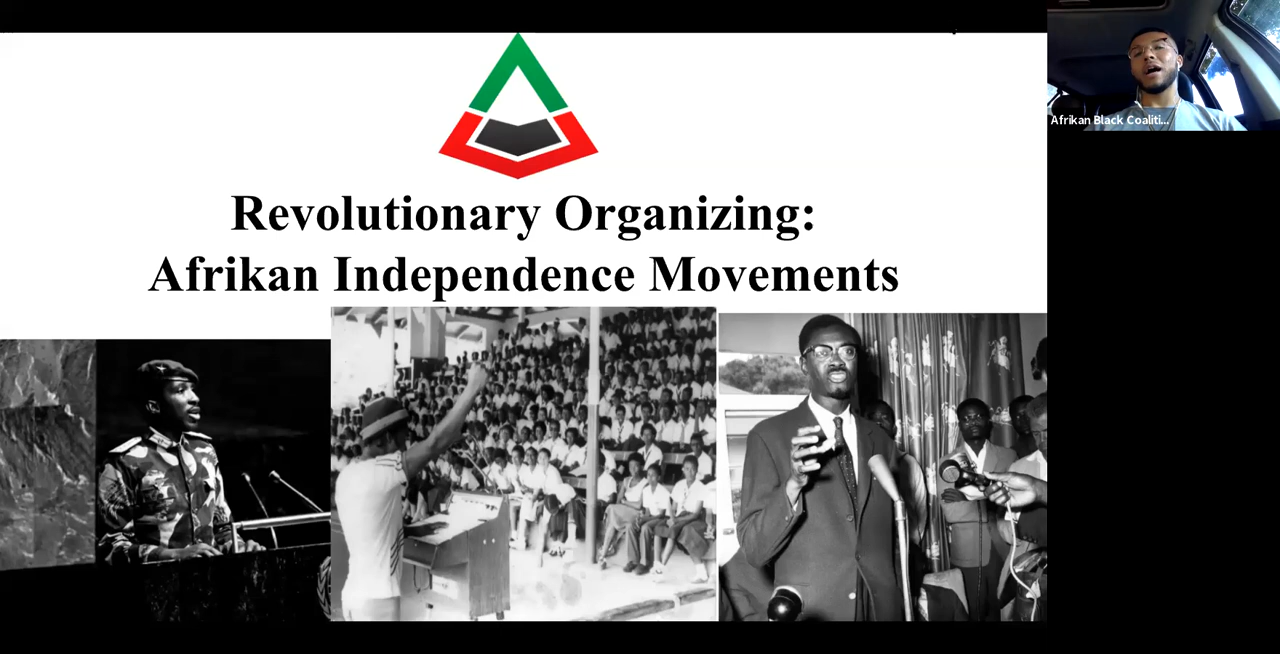 Revolutionary Organizing:
Afrikan Independence Movements
Afrikan Black Coaliti...